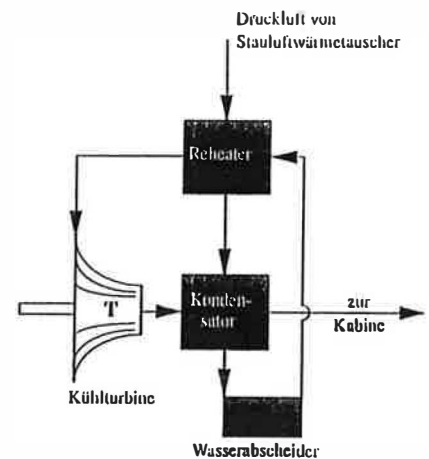 Druckluft von
Stauluftwärmetauscher
Reheater
T
Konden-
sator
zur
Kabine
Kühlturbine
Wasserabscheider